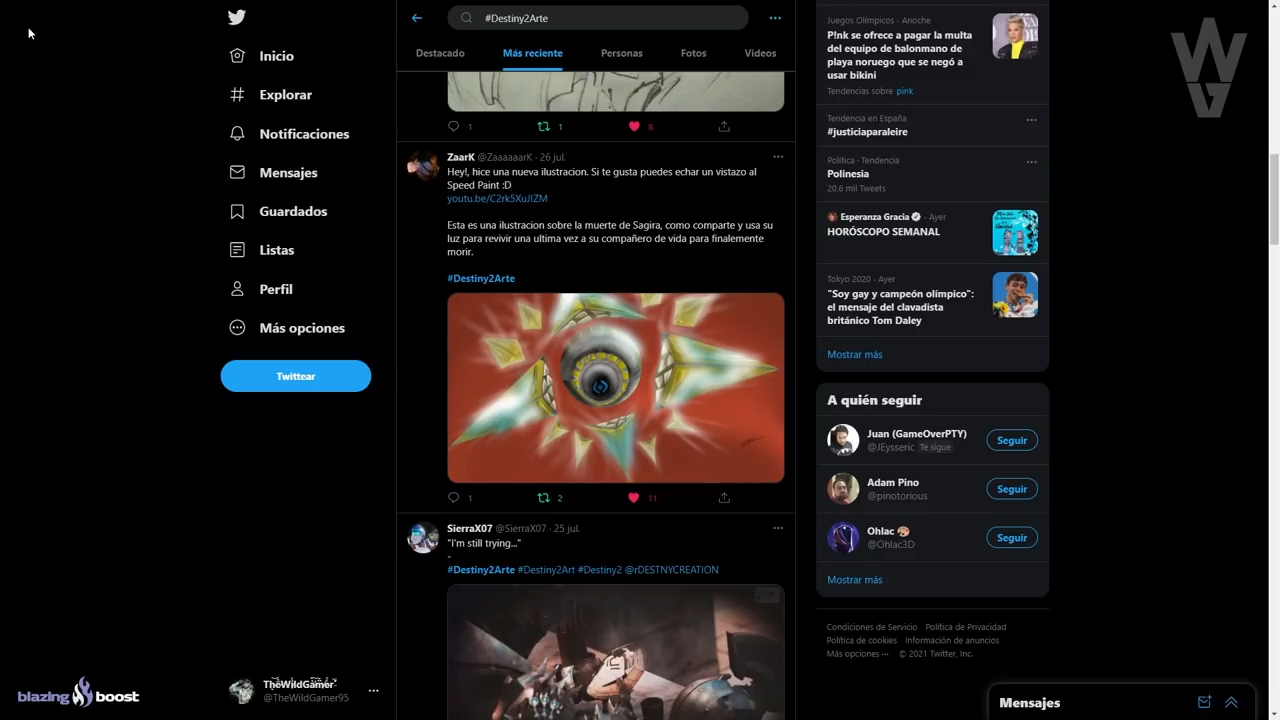 Inicio
Explorar
Notificaciones
Mensajes
Guardados
Listas
Perfil
Más opciones
Twittear
TheWildGamer
@TheWildGamer95
blazing boost
#Destiny2Arte
Destacado
Más reciente
Personas
Fotos
Videos
1
1
8
ZaarK @ZaaaaaarK · 26 jul.
Hey!, hice una nueva ilustracion. Si te gusta puedes echar un vistazo al
Speed Paint :D
youtu.be/C2rk5XuJIZM
Esta es una ilustracion sobre la muerte de Sagira, como comparte y usa su
luz para revivir una ultima vez a su compañero de vida para finalemente
morir.
#Destiny2Arte
1
2
11
SierraX07 @SierraX07 · 25 jul.
"I'm still trying..."
-
#Destiny2Arte #Destiny2Art #Destiny2 @rDESTNYCREATION
Juegos Olímpicos · Anoche
P!nk se ofrece a pagar la multa
del equipo de balonmano de
playa noruego que se negó a
usar bikini
Tendencias sobre pink
Tendencia en España
#justiciaparaleire
Política · Tendencia
Polinesia
20.6 mil Tweets
Esperanza Gracia · Ayer
HORÓSCOPO SEMANAL
Tokyo 2020 · Ayer
"Soy gay y campeón olímpico":
el mensaje del clavadista
británico Tom Daley
Mostrar más
A quién seguir
Juan (GameOverPTY)
@JEysseric Te sigue
Seguir
Adam Pino
@pinotorious
Seguir
Ohlac
@Ohlac3D
Seguir
Mostrar más
Condiciones de Servicio Política de Privacidad
Política de cookies Información de anuncios
Más opciones ··· © 2021 Twitter, Inc.
Mensajes
WG